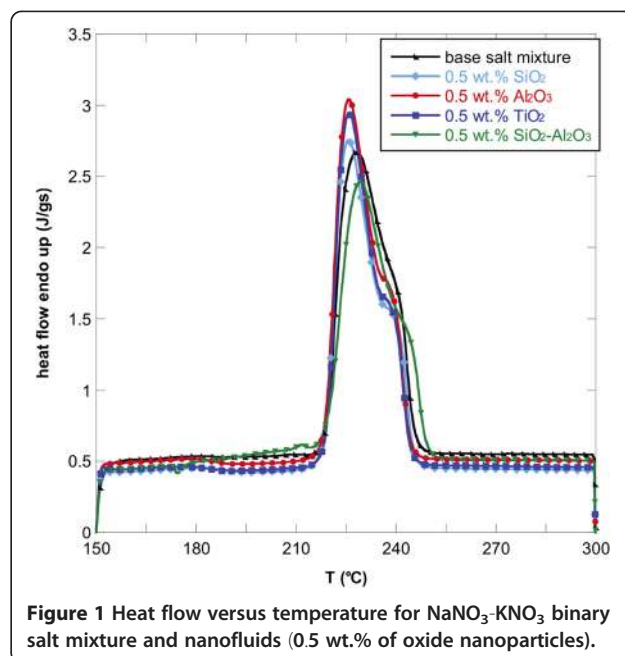 3.5
3
2.5
2
1.5
1
0.5
0
heat flow endo up (J/gs)
base salt mixture
0.5 wt.% SiO₂
0.5 wt.% Al₂O₃
0.5 wt.% TiO₂
0.5 wt.% SiO₂-Al₂O₃
150 180 210 240 270 300
T (°C)
Figure 1 Heat flow versus temperature for NaNO₃-KNO₃ binary
salt mixture and nanofluids (0.5 wt.% of oxide nanoparticles).